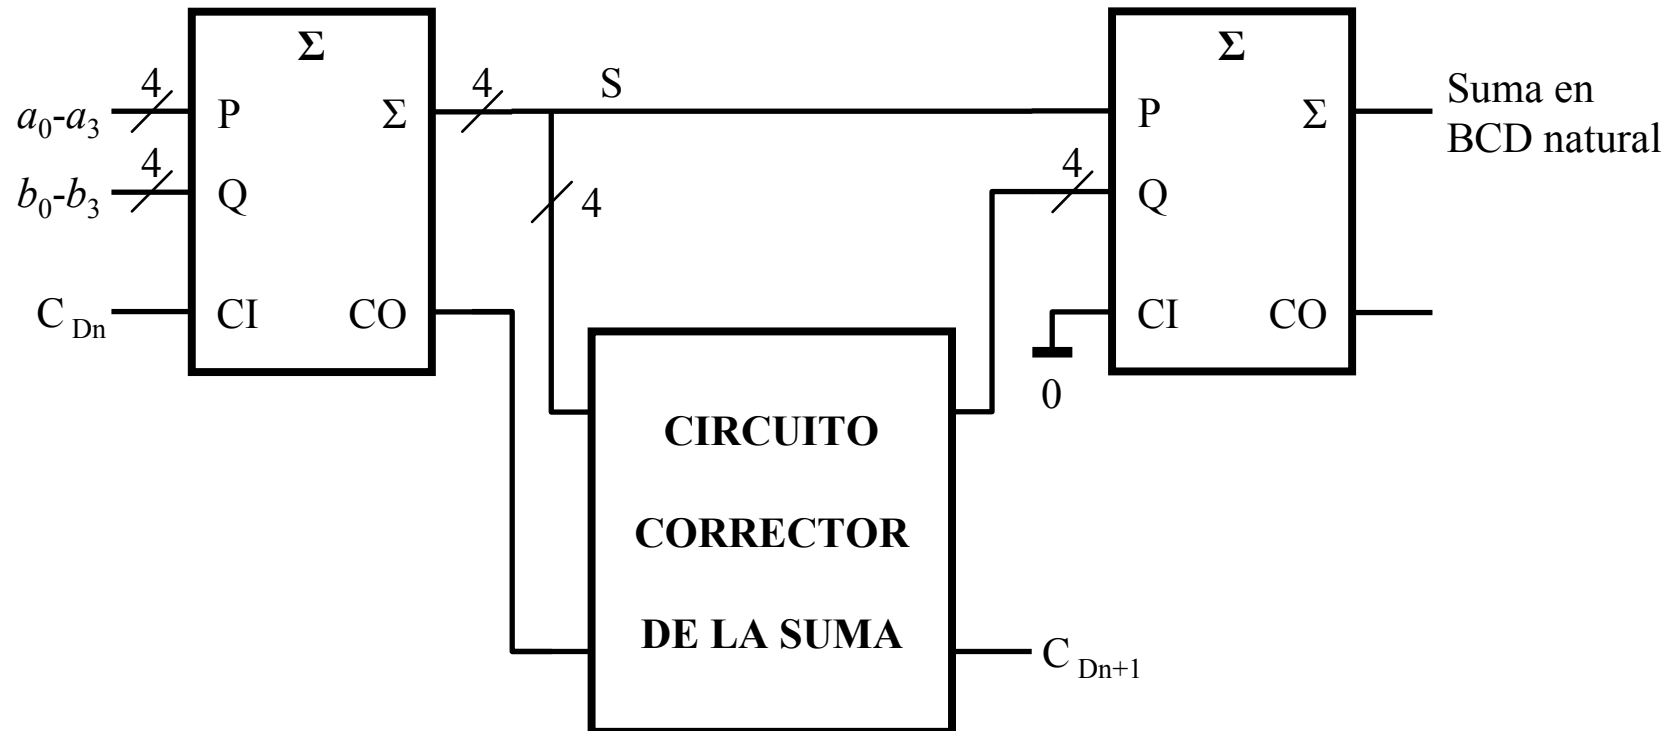 Σ
4
a0-a3
P
Σ
4
b0-b3
Q
C Dn
CI
CO
4
S
4
CIRCUITO
CORRECTOR
DE LA SUMA
C Dn+1
4
0
Σ
P
Σ
Q
CI
CO
Suma en
BCD natural